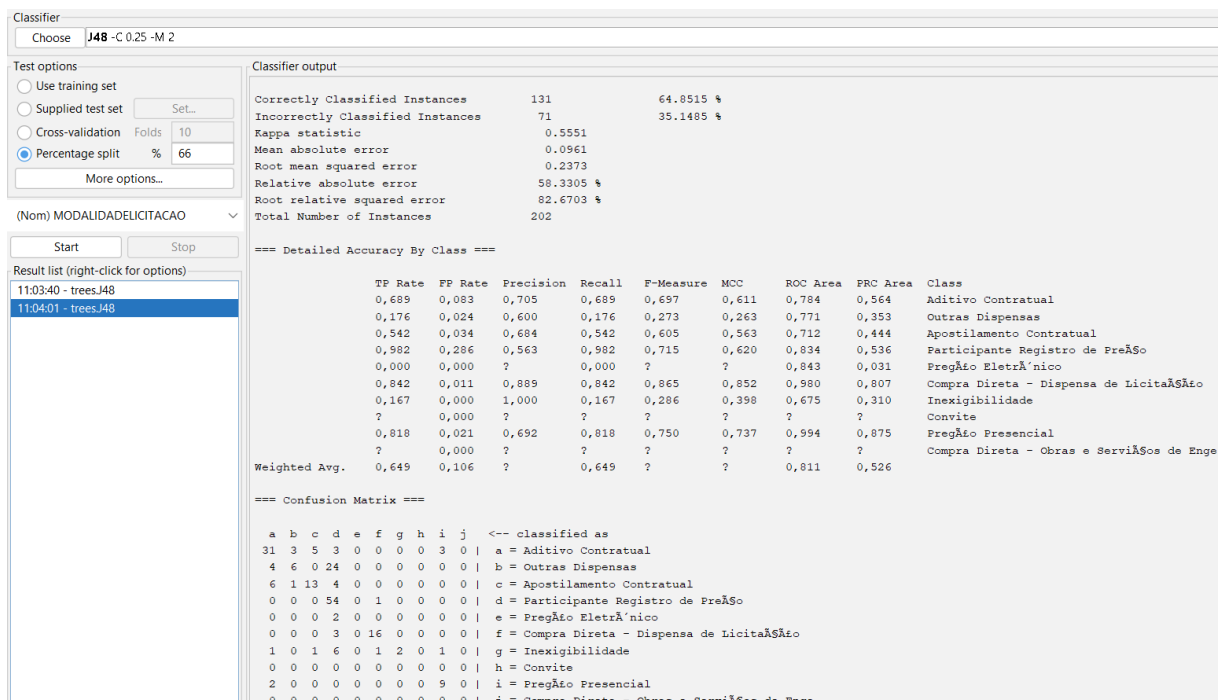 Classifier
Choose J48 -C 0.25 -M 2
Test options
Use training set
Supplied test set Set...
Cross-validation Folds 10
Percentage split % 66
More options...
(Nom) MODALIDADELICITACAO
Start Stop
Result list (right-click for options)
11:03:40 - trees.J48
11:04:01 - trees.J48
Classifier output
Correctly Classified Instances 131 64.8515 %
Incorrectly Classified Instances 71 35.1485 %
Kappa statistic 0.5551
Mean absolute error 0.0961
Root mean squared error 0.2373
Relative absolute error 58.3305 %
Root relative squared error 82.6703 %
Total Number of Instances 202
=== Detailed Accuracy By Class ===
TP Rate FP Rate Precision Recall F-Measure MCC ROC Area PRC Area Class
0,689 0,083 0,705 0,689 0,697 0,611 0,784 0,564 Aditivo Contratual
0,176 0,024 0,600 0,176 0,273 0,263 0,771 0,353 Outras Dispensas
0,542 0,034 0,684 0,542 0,605 0,563 0,712 0,444 Apostilamento Contratual
0,982 0,286 0,563 0,982 0,715 0,620 0,834 0,536 Participante Registro de PreÃ§o
0,000 0,000 ? 0,000 ? ? 0,843 0,031 PregÃ£o EletrÃ´nico
0,842 0,011 0,889 0,842 0,865 0,852 0,980 0,807 Compra Direta - Dispensa de LicitaÃ§Ã£o
0,167 0,000 1,000 0,167 0,286 0,398 0,675 0,310 Inexigibilidade
? 0,000 ? ? ? ? ? ? Convite
0,818 0,021 0,692 0,818 0,750 0,737 0,994 0,875 PregÃ£o Presencial
? 0,000 ? ? ? ? ? ? Compra Direta - Obras e ServiÃ§os de Enge
Weighted Avg. 0,649 0,106 ? 0,649 ? ? 0,811 0,526
=== Confusion Matrix ===
a b c d e f g h i j <-- classified as
31 3 5 3 0 0 0 0 3 0 | a = Aditivo Contratual
4 6 0 24 0 0 0 0 0 0 | b = Outras Dispensas
6 1 13 4 0 0 0 0 0 0 | c = Apostilamento Contratual
0 0 0 54 0 1 0 0 0 0 | d = Participante Registro de PreÃ§o
0 0 0 2 0 0 0 0 0 0 | e = PregÃ£o EletrÃ´nico
0 0 0 3 0 16 0 0 0 0 | f = Compra Direta - Dispensa de LicitaÃ§Ã£o
1 0 1 6 0 1 2 0 1 0 | g = Inexigibilidade
0 0 0 0 0 0 0 0 0 0 | h = Convite
2 0 0 0 0 0 0 0 9 0 | i = PregÃ£o Presencial
0 0 0 0 0 0 0 0 0 0 | j = Compra Direta - Obras e ServiÃ§os de Enge